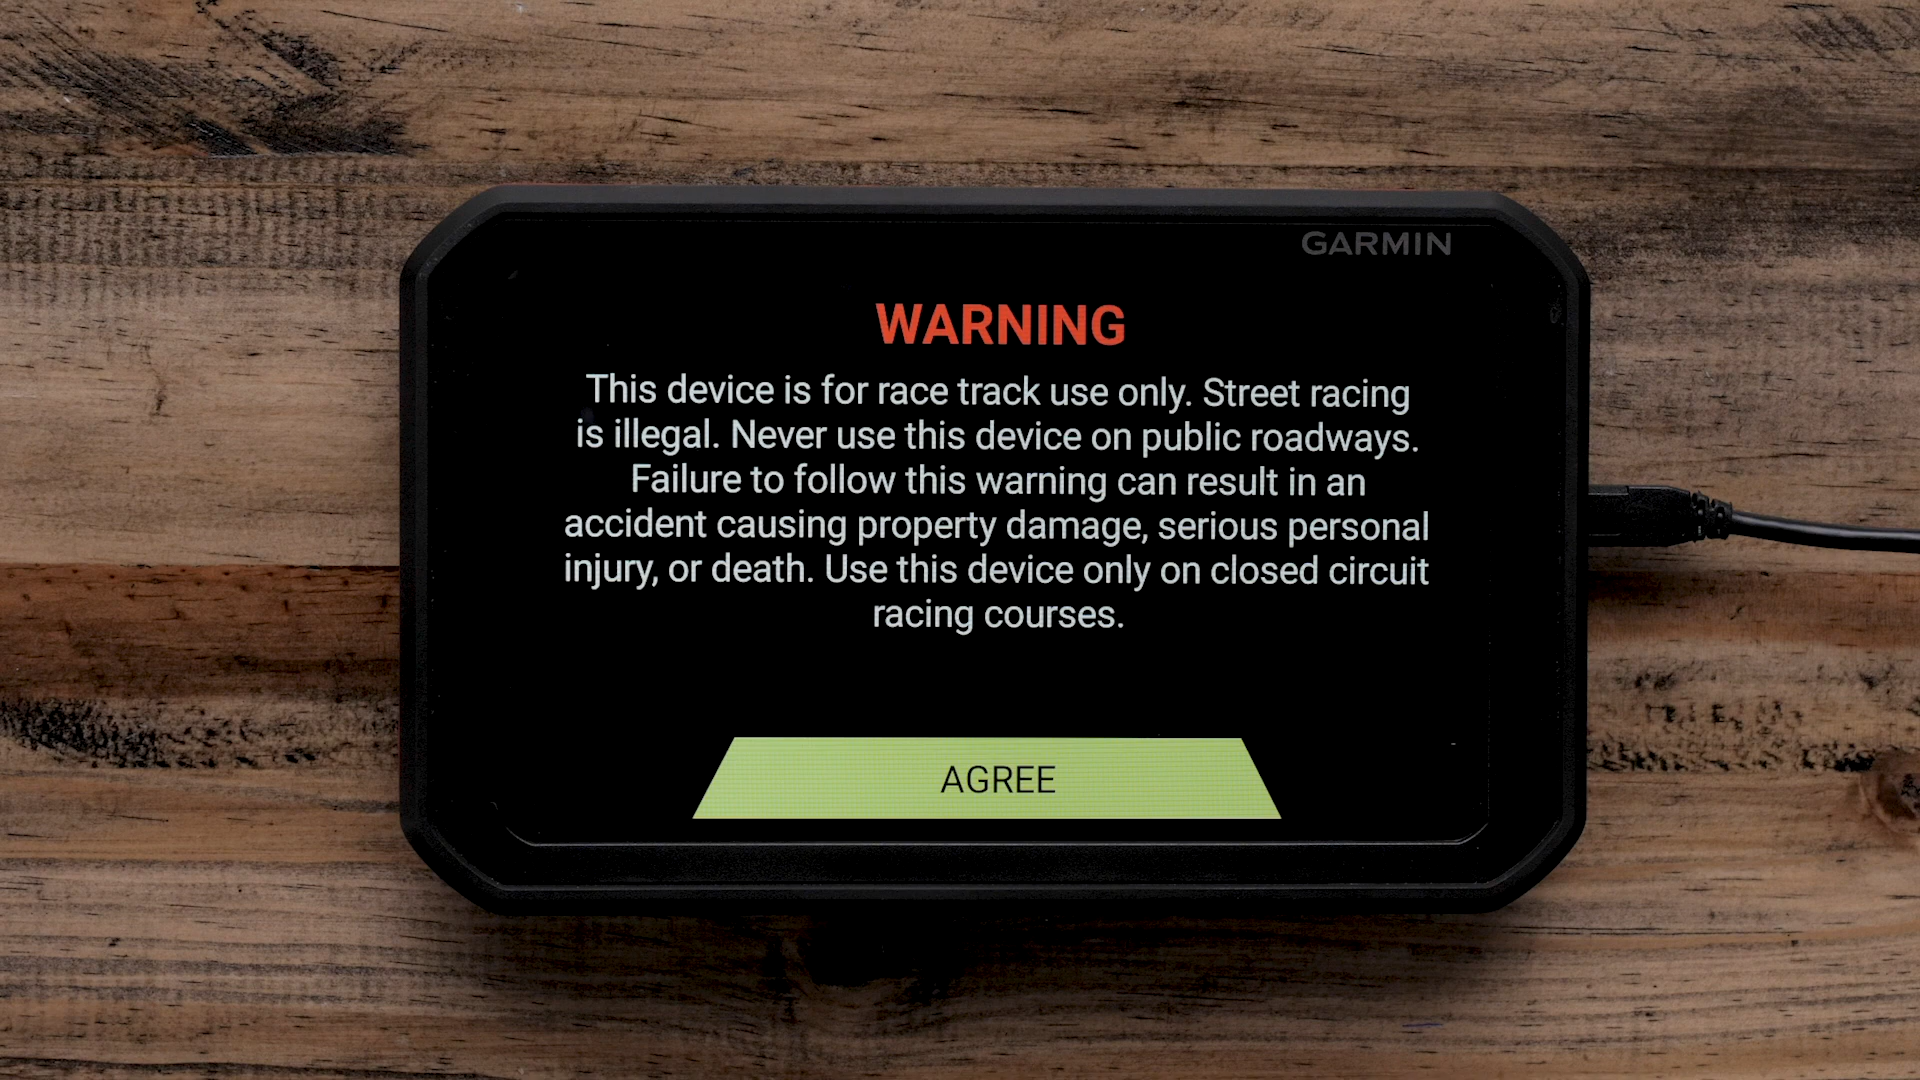 GARMIN
WARNING
This device is for race track use only. Street racing
is illegal. Never use this device on public roadways.
Failure to follow this warning can result in an
accident causing property damage, serious personal
injury, or death. Use this device only on closed circuit
racing courses.
AGREE